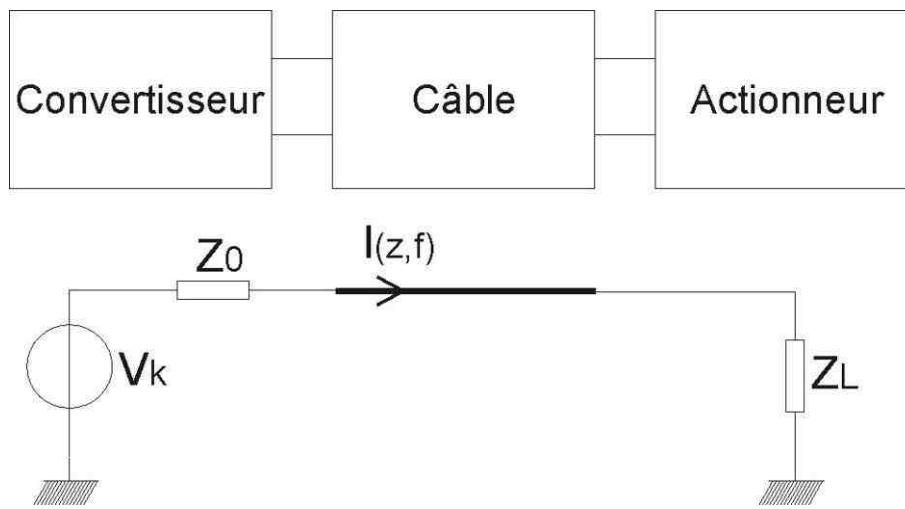 Convertisseur
Câble
Actionneur
Z0
I(z,f)
Vk
ZL